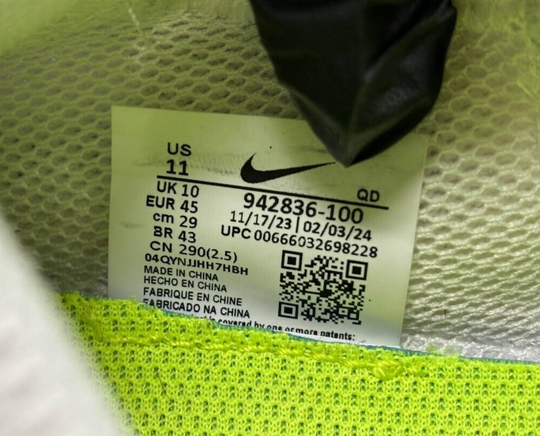 US
11
QD
UK 10
942836-100
EUR 45
11/17/23 | 02/03/24
cm 29
UPC 00666032698228
BR 43
CN 290(2.5)
04QYNJJHH7HBH
MADE IN CHINA
HECHO EN CHINA
FABRIQUE EN CHINE
FABRICADO NA CHINA
is covered by one or more patents: